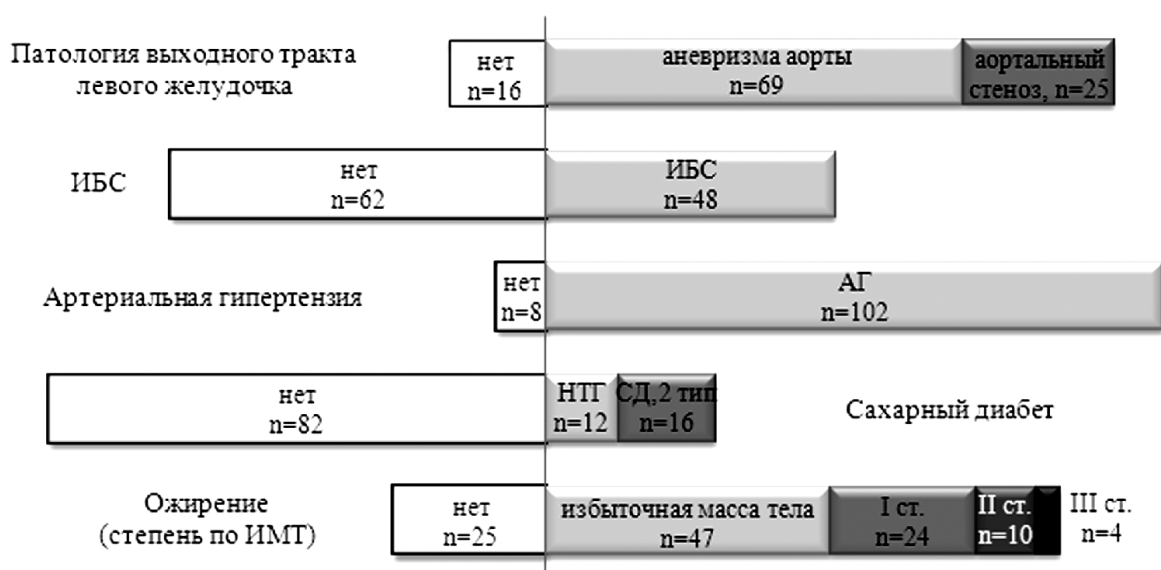 Патология выходного тракта
левого желудочка
нет
n=16
аневризма аорты
n=69
аортальный
стеноз, n=25
ИБС
нет
n=62
ИБС
n=48
Артериальная гипертензия
нет
n=8
АГ
n=102
нет
n=82
НТГ
n=12
СД,2 тип
n=16
Сахарный диабет
Ожирение
(степень по ИМТ)
нет
n=25
избыточная масса тела
n=47
I ст.
n=24
II ст.
n=10
III ст.
n=4